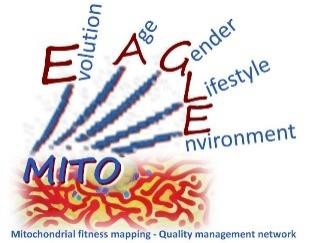 Evolution
Age
Gender
Lifestyle
Environment
MITO
Mitochondrial fitness mapping - Quality management network